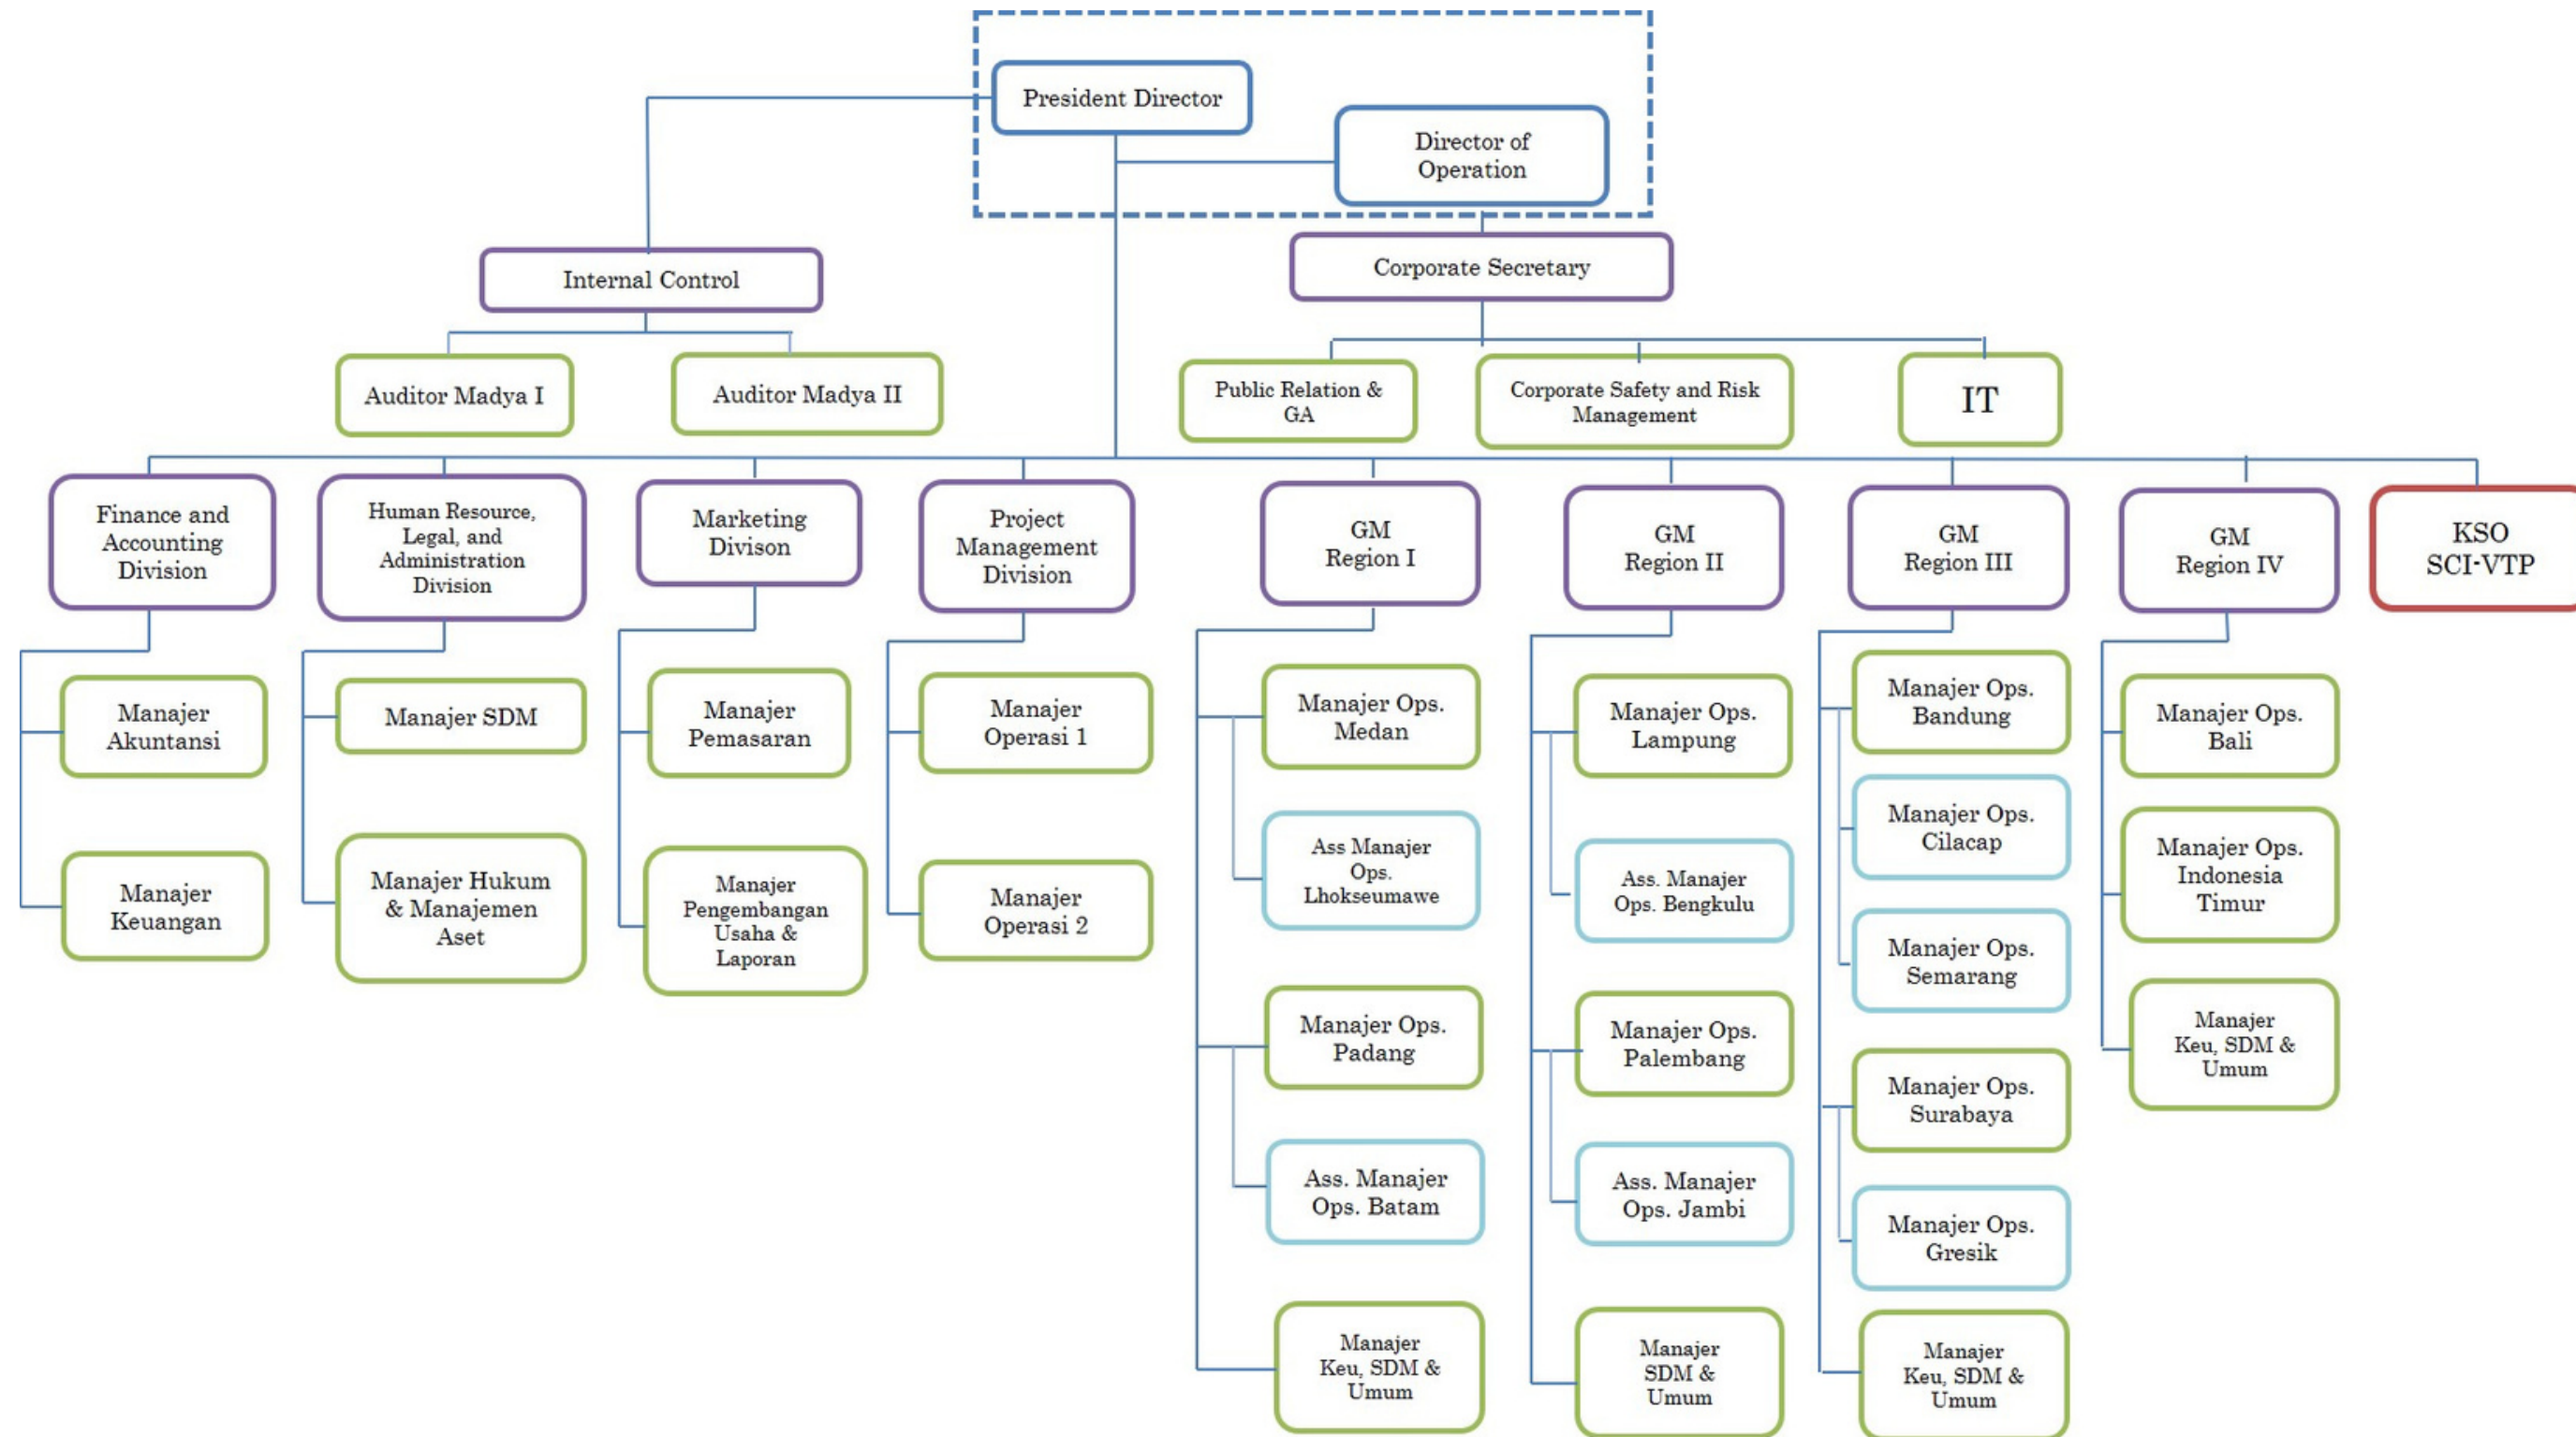 President Director
Director of
Operation
Internal Control
Corporate Secretary
Auditor Madya I
Auditor Madya II
Public Relation &
GA
Corporate Safety and Risk
Management
IT
Finance and
Accounting
Division
Human Resource,
Legal, and
Administration
Division
Marketing
Divison
Project
Management
Division
GM
Region I
GM
Region II
GM
Region III
GM
Region IV
KSO
SCI-VTP
Manajer
Akuntansi
Manajer
Keuangan
Manajer SDM
Manajer Hukum
& Manajemen
Aset
Manajer
Pemasaran
Manajer
Pengembangan
Usaha &
Laporan
Manajer
Operasi 1
Manajer
Operasi 2
Manajer Ops.
Medan
Ass Manajer
Ops.
Lhokseumawe
Manajer Ops.
Padang
Ass. Manajer
Ops. Batam
Manajer
Keu, SDM &
Umum
Manajer Ops.
Lampung
Ass. Manajer
Ops. Bengkulu
Manajer Ops.
Palembang
Ass. Manajer
Ops. Jambi
Manajer
SDM &
Umum
Manajer Ops.
Bandung
Manajer Ops.
Cilacap
Manajer Ops.
Semarang
Manajer Ops.
Surabaya
Manajer Ops.
Gresik
Manajer
Keu, SDM &
Umum
Manajer Ops.
Bali
Manajer Ops.
Indonesia
Timur
Manajer
Keu, SDM &
Umum